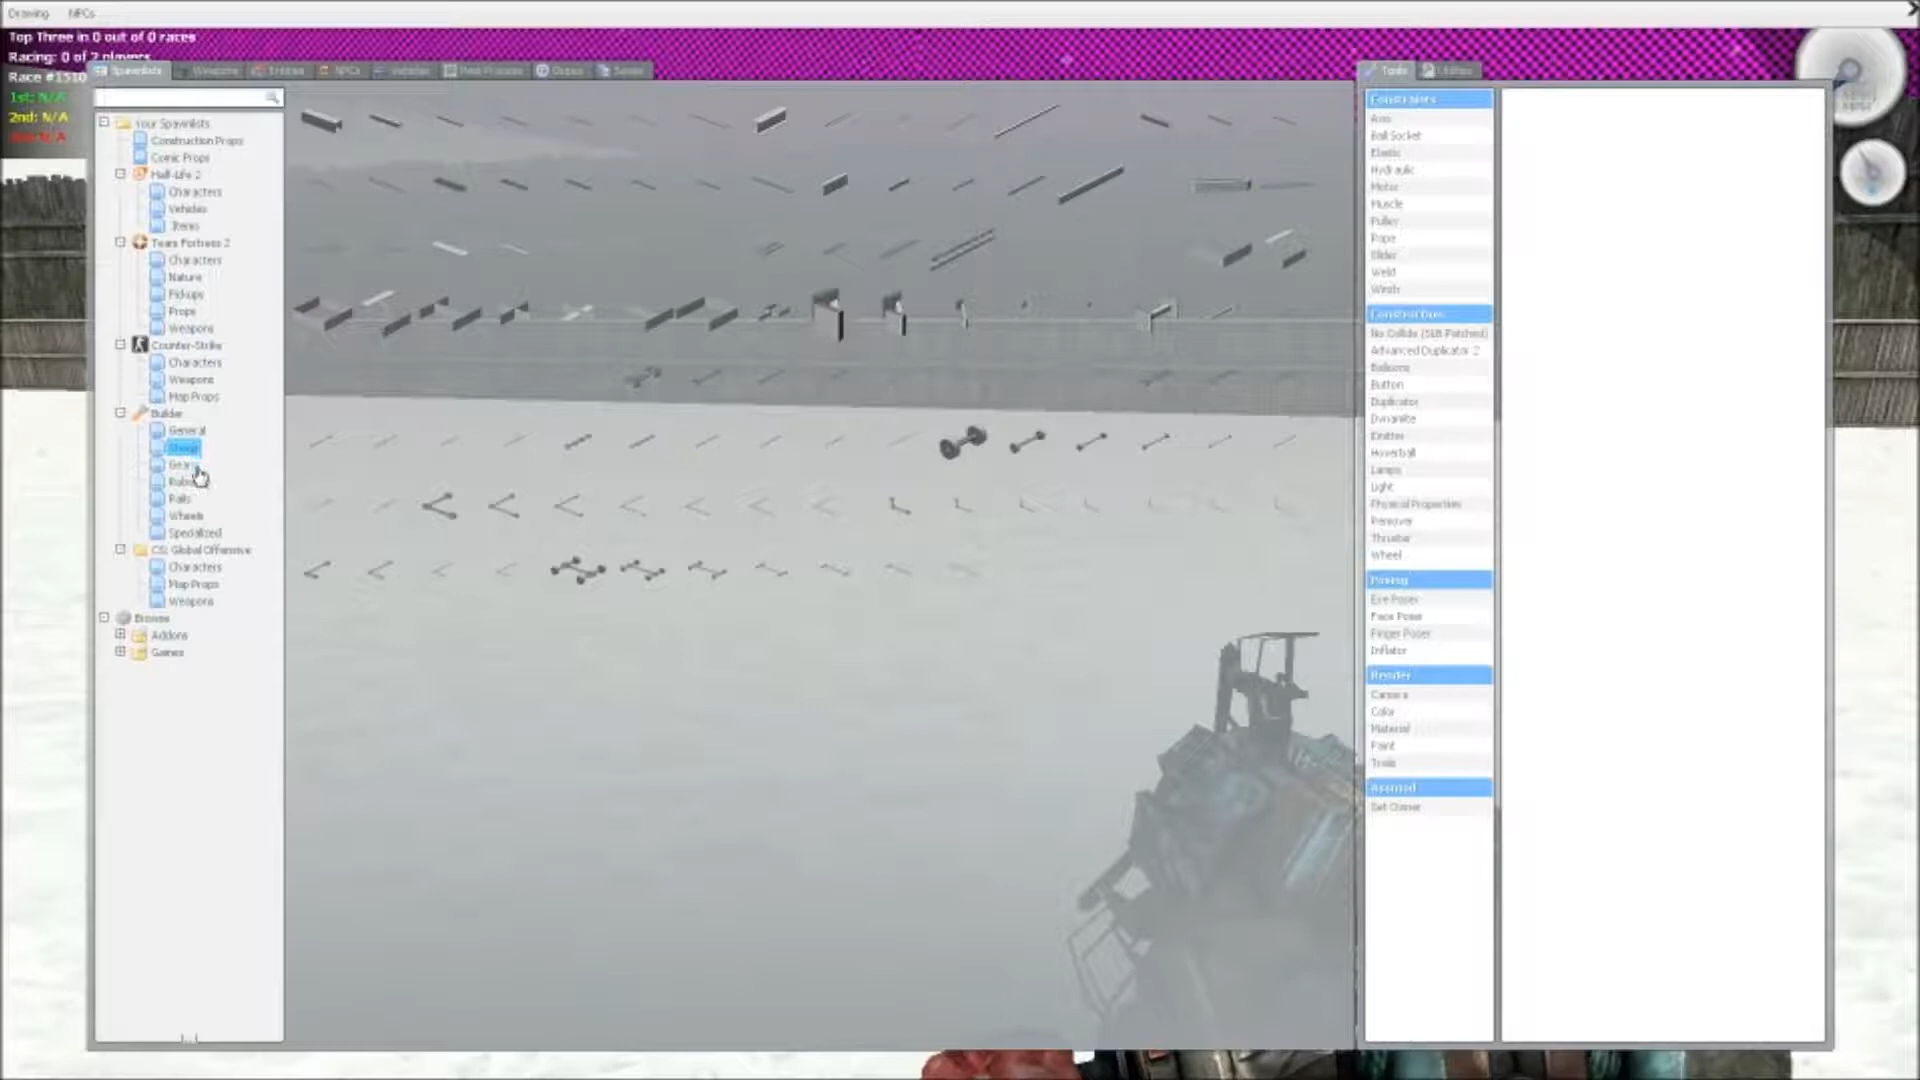 Drawing NPCs
Top Three in 0 out of 0 races
Racing: 0 of 2 players
Race #1510
1st: N/A
2nd: N/A
N/A
Spawnlists Weapons Entities NPCs Vehicles Post Process Dupes Saves
Your Spawnlists
Construction Props
Comic Props
Half-Life 2
Characters
Vehicles
Items
Team Fortress 2
Characters
Nature
Pickups
Props
Weapons
Counter-Strike
Characters
Weapons
Map Props
Builder
General
Gears
Rails
Wheels
Specialized
CS: Global Offensive
Characters
Map Props
Weapons
Browse
Addons
Games
Tools Utilities
Constraints
Axis
Ball Socket
Elastic
Hydraulic
Motor
Muscle
Pulley
Rope
Slider
Weld
Winch
Construction
No Collide (SLB Patched)
Advanced Duplicator 2
Balloons
Button
Duplicator
Dynamite
Emitter
Hoverball
Lamps
Light
Physical Properties
Remover
Thruster
Wheel
Posing
Eye Poser
Face Poser
Finger Poser
Inflator
Render
Camera
Color
Material
Paint
Trails
Assorted
Set Owner